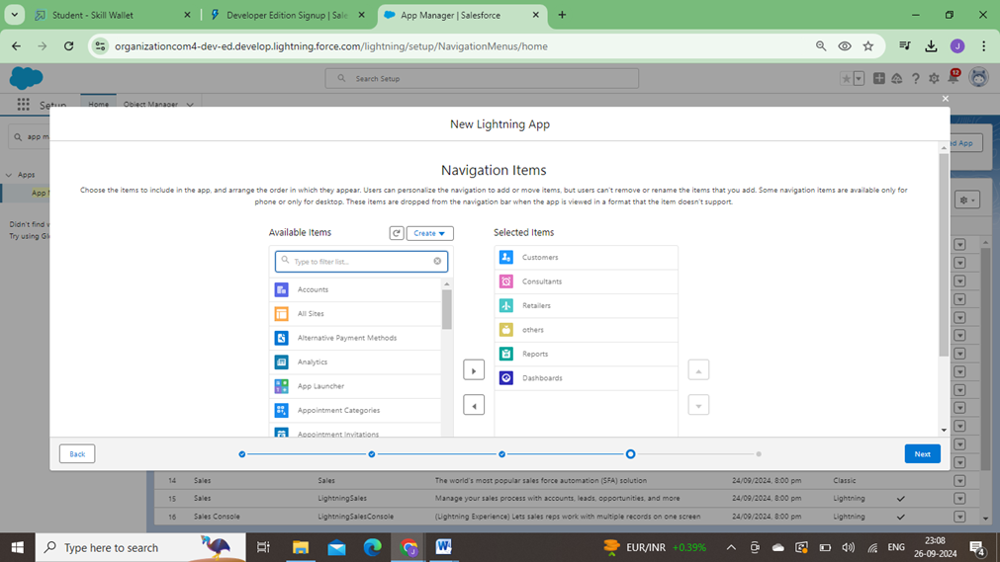 Student - Skill Wallet
Developer Edition Signup | Sale
App Manager | Salesforce
organizationcom4-dev-ed.develop.lightning.force.com/lightning/setup/NavigationMenus/home
J
Search Setup
12
Setup
Home
Object Manager
app m
Apps
App M
Didn't find
Try using Glo
ed App
New Lightning App
Navigation Items
Choose the items to include in the app, and arrange the order in which they appear. Users can personalize the navigation to add or move items, but users can't remove or rename the items that you add. Some navigation items are available only for
phone or only for desktop. These items are dropped from the navigation bar when the app is viewed in a format that the item doesn't support.
Available Items
Create
Selected Items
Type to filter list...
Accounts
All Sites
Alternative Payment Methods
Analytics
App Launcher
Appointment Categories
Appointment Invitations
Customers
Consultants
Retailers
others
Reports
Dashboards
Back
Next
14 Sales Sales The world's most popular sales force automation (SFA) solution 24/09/2024, 8:00 pm Classic
15 Sales LightningSales Manage your sales process with accounts, leads, opportunities, and more 24/09/2024, 8:00 pm Lightning
16 Sales Console LightningSalesConsole (Lightning Experience) Lets sales reps work with multiple records on one screen 24/09/2024, 8:00 pm Lightning
Type here to search
EUR/INR +0.39%
ENG
23:08
26-09-2024
4